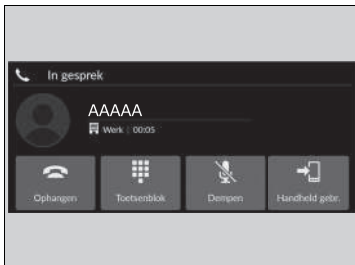 In gesprek
AAAAA
Werk | 00:05
Ophangen
Toetsenblok
Dempen
Handheld gebr.